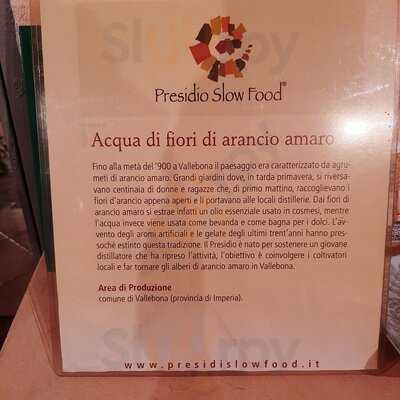 Presidio Slow Food®
Acqua di fiori di arancio amaro
Fino alla metà del '900 a Vallebona il paesaggio era caratterizzato da agru-
meti di arancio amaro. Grandi giardini dove, in tarda primavera, si riversa-
vano centinaia di donne e ragazze che, di primo mattino, raccoglievano i
fiori d'arancio appena aperti e li portavano alle locali distillerie. Dai fiori di
arancio amaro si estrae infatti un olio essenziale usato in cosmesi, mentre
l'acqua invece viene usata come bevanda e come bagna per i dolci. L'av-
vento degli aromi artificiali e le gelate degli ultimi trent'anni hanno pres-
sochè estinto questa tradizione. Il Presidio è nato per sostenere un giovane
distillatore che ha ripreso l'attività, l'obiettivo è coinvolgere i coltivatori
locali e far tornare gli alberi di arancio amaro in Vallebona.
Area di Produzione
comune di Vallebona (provincia di Imperia).
www.presidislowfood.it